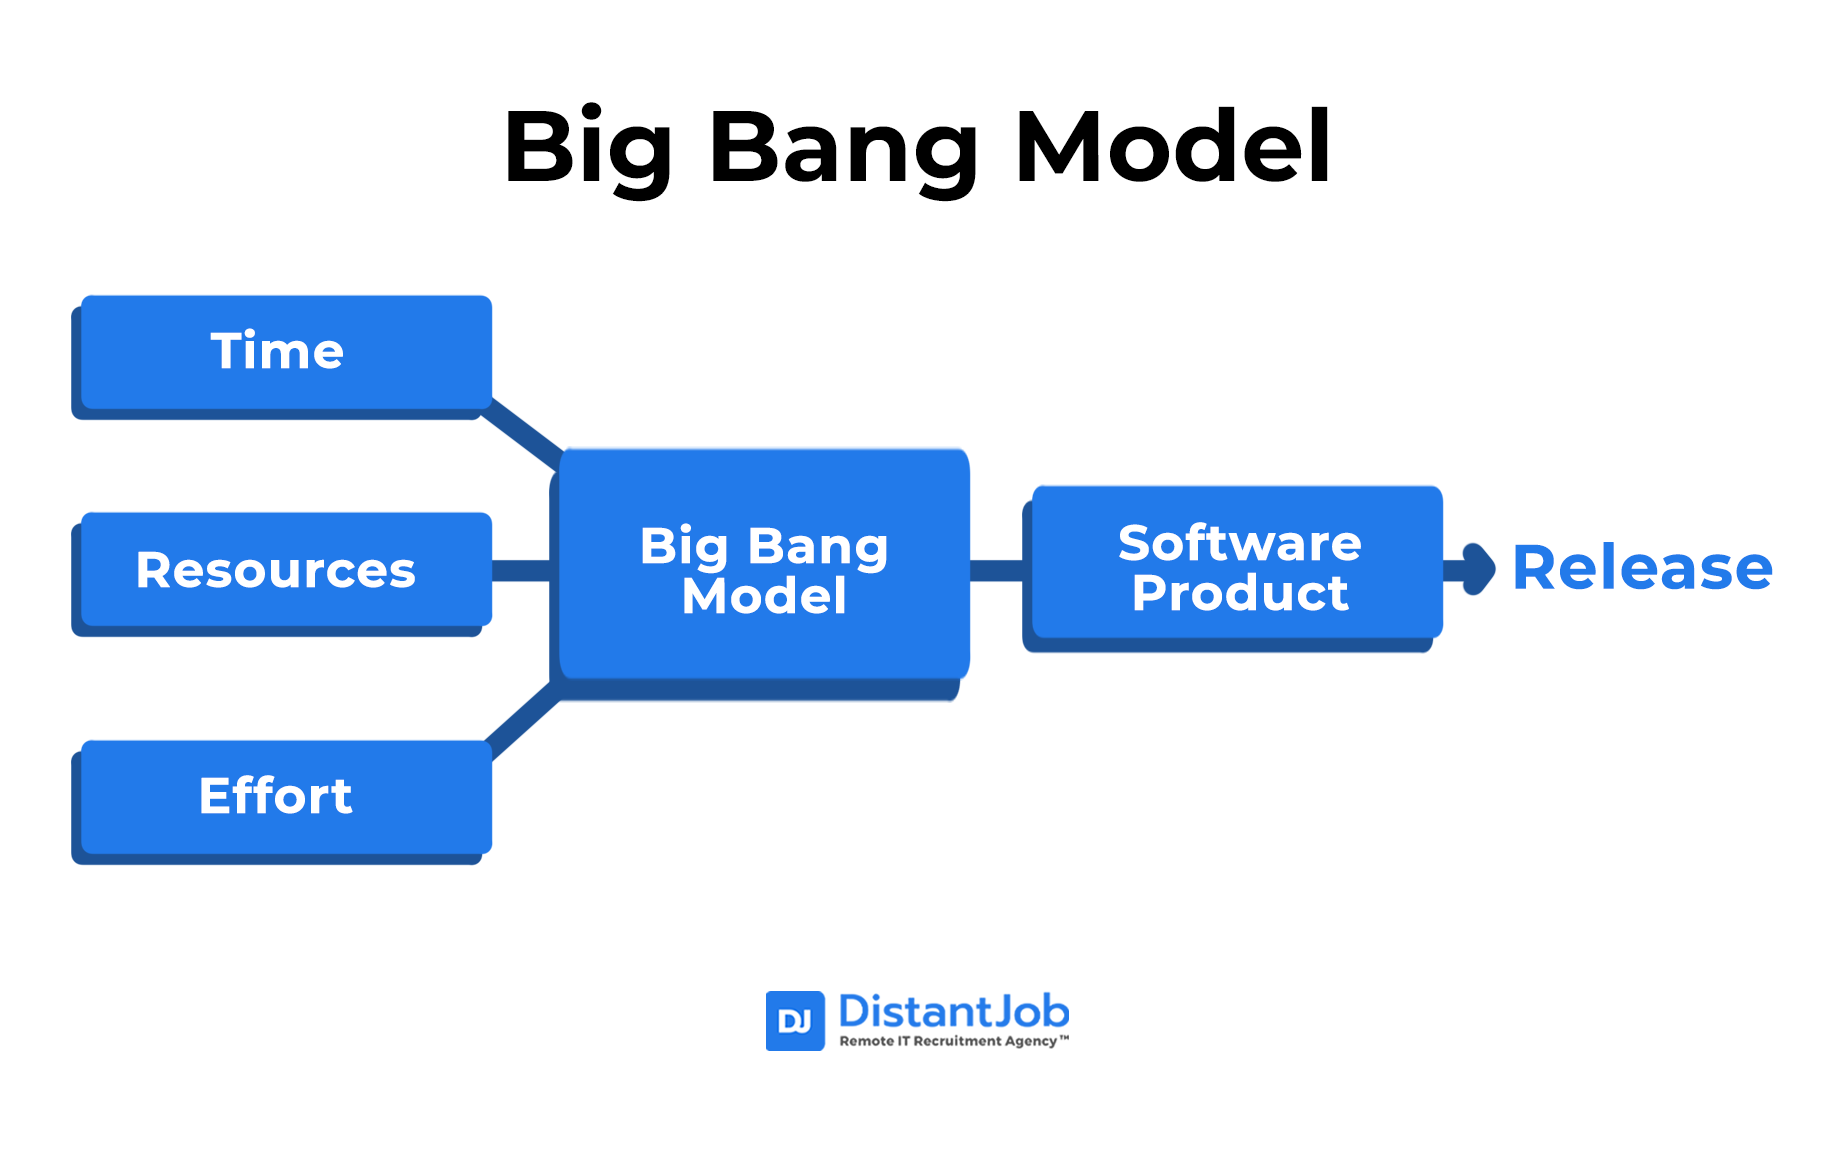 Big Bang Model
Time
Resources
Effort
Big Bang
Model
Software
Product
Release
DJ
DistantJob
Remote IT Recruitment Agency™